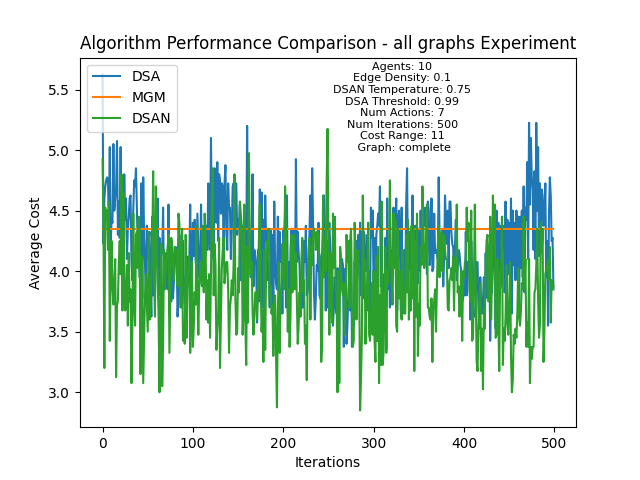 Algorithm Performance Comparison - all graphs Experiment
DSA
MGM
DSAN
Agents: 10
Edge Density: 0.1
DSAN Temperature: 0.75
DSA Threshold: 0.99
Num Actions: 7
Num Iterations: 500
Cost Range: 11
Graph: complete
Average Cost
5.5
5.0
4.5
4.0
3.5
3.0
0 100 200 300 400 500
Iterations